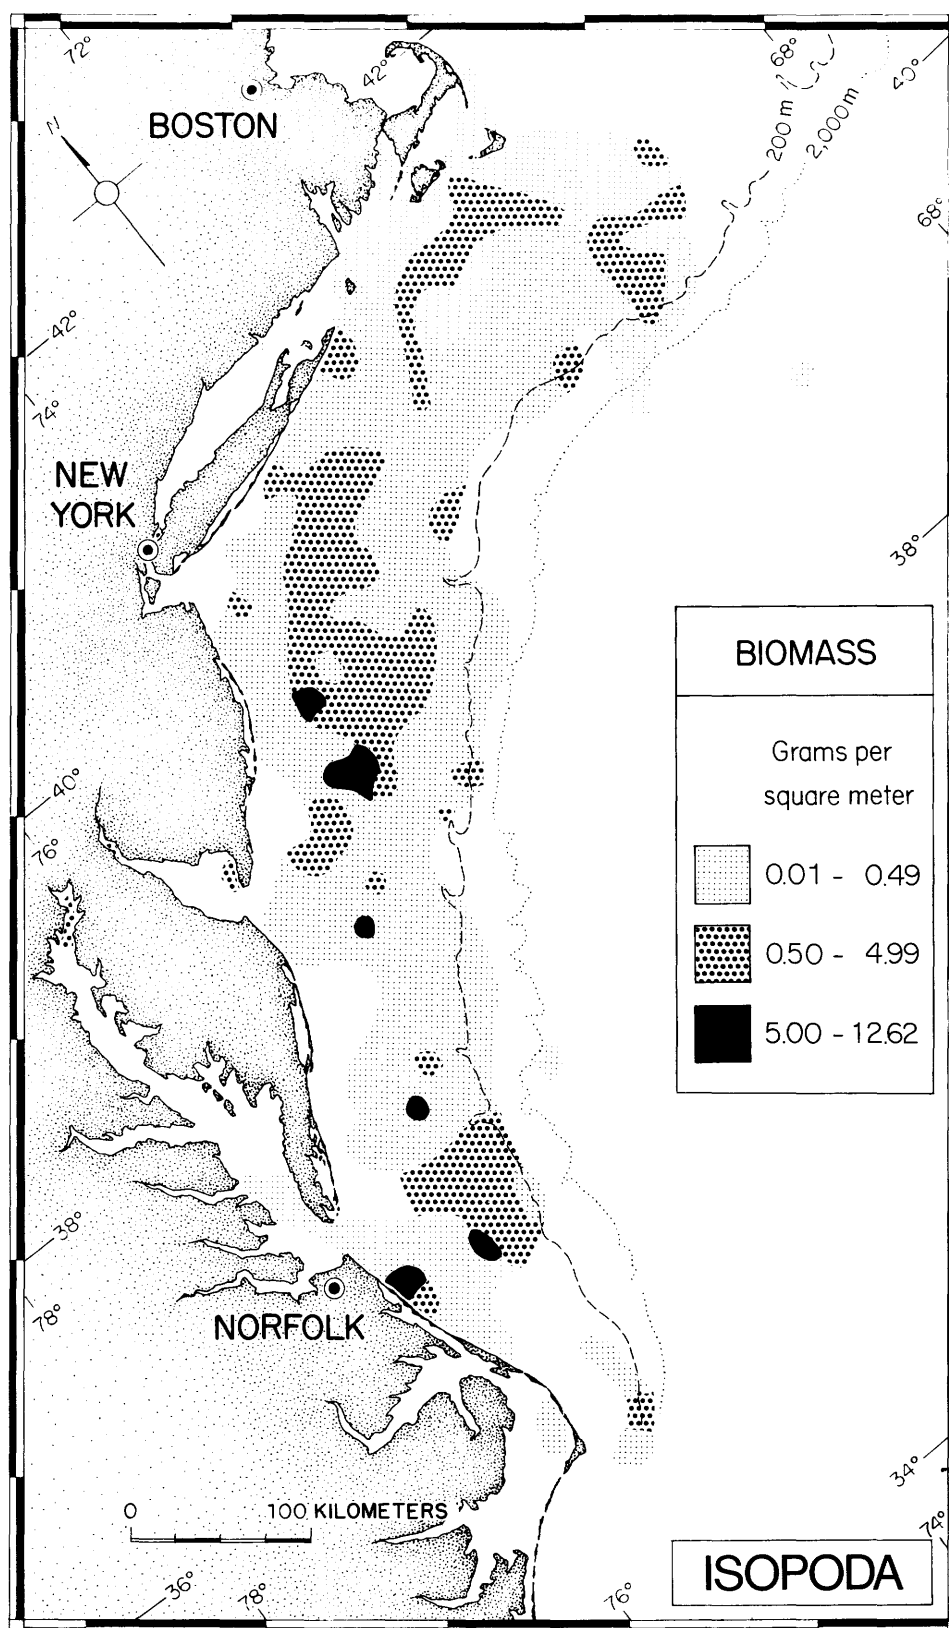 72°
42°
68°
40°
BOSTON
200 m
2,000 m
N
68°
42°
74°
NEW
YORK
38°
BIOMASS
Grams per
square meter
0.01 - 0.49
0.50 - 4.99
5.00 - 12.62
40°
76°
38°
78°
NORFOLK
34°
74°
0 100 KILOMETERS
ISOPODA
36°
78°
76°